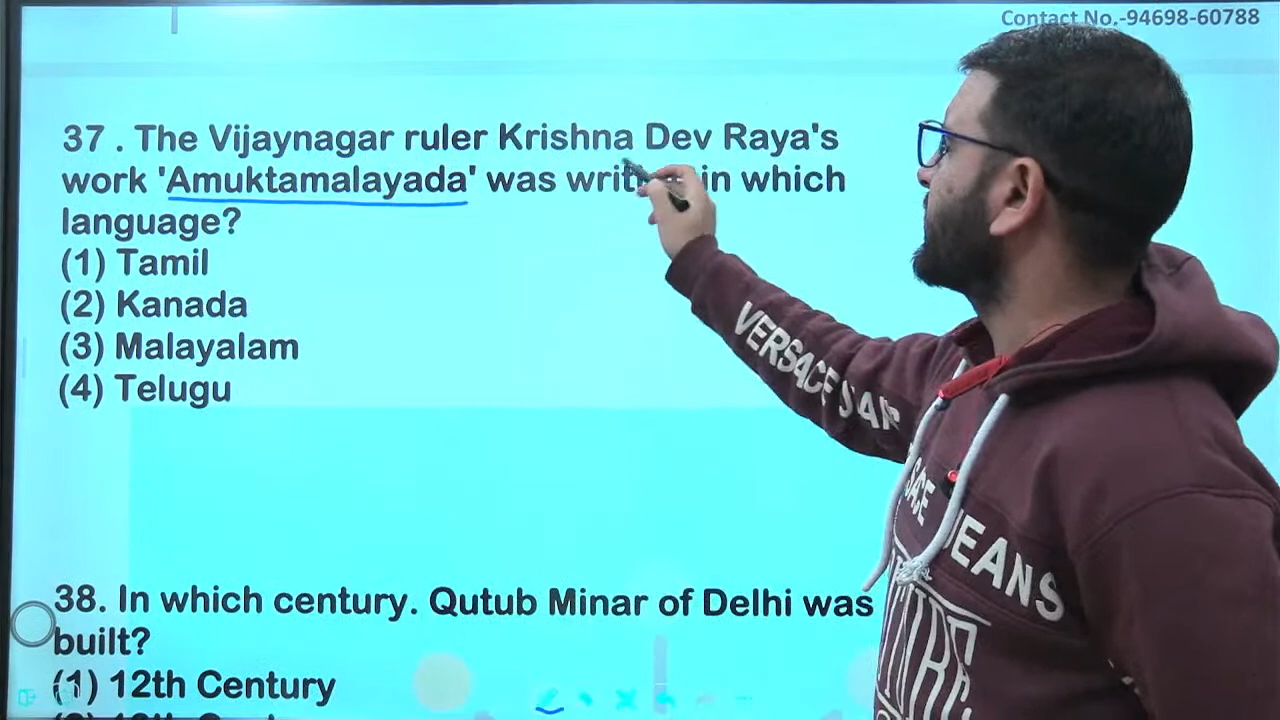 Contact No.-94698-60788
37 . The Vijaynagar ruler Krishna Dev Raya's
work 'Amuktamalayada' was in which
language?
(1) Tamil
(2) Kanada
(3) Malayalam
(4) Telugu
38. In which century. Qutub Minar of Delhi was
built?
(1) 12th Century
VERSACE
JEANS